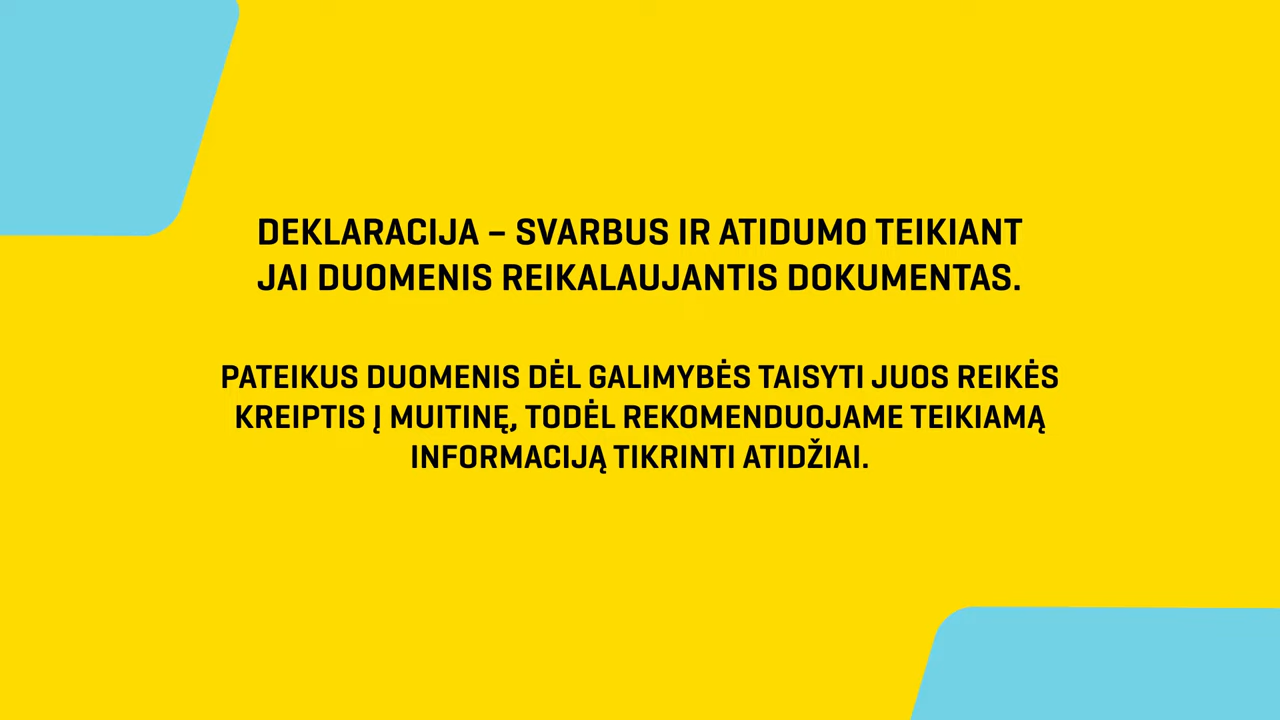 DEKLARACIJA – SVARBUS IR ATIDUMO TEIKIANT
JAI DUOMENIS REIKALAUJANTIS DOKUMENTAS.
PATEIKUS DUOMENIS DĖL GALIMYBĖS TAISYTI JUOS REIKĖS
KREIPTIS Į MUITINĘ, TODĖL REKOMENDUOJAME TEIKIAMĄ
INFORMACIJĄ TIKRINTI ATIDŽIAI.